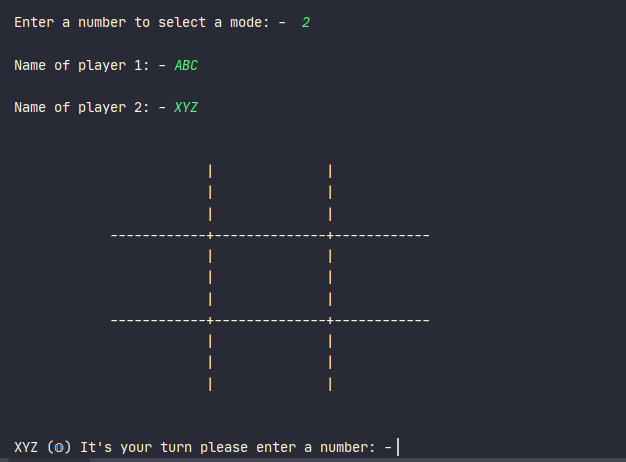 Enter a number to select a mode: - 2
Name of player 1: - ABC
Name of player 2: - XYZ
| |
| |
| |
------------+--------------+------------
| |
| |
| |
------------+--------------+------------
| |
| |
| |
XYZ (O) It's your turn please enter a number: -